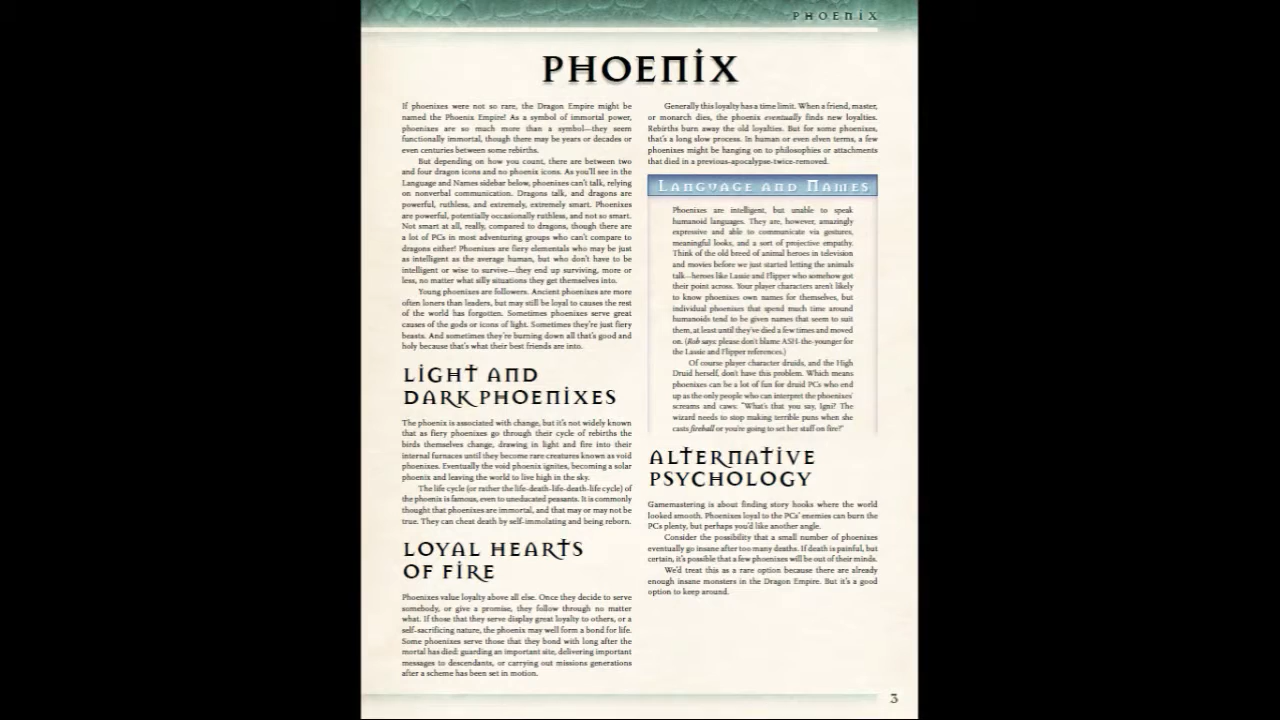 PHOENIX
PHOENIX
If phoenixes were not so rare, the Dragon Empire might be
named the Phoenix Empire! As a symbol of immortal power,
phoenixes are so much more than a symbol—they seem
functionally immortal, though there may be years or decades or
even centuries between some rebirths.
But depending on how you count, there are between two
and four dragon icons and no phoenix icons. As you'll see in the
Language and Names sidebar below, phoenixes can't talk, relying
on nonverbal communication. Dragons talk, and dragons are
powerful, ruthless, and extremely, extremely smart. Phoenixes
are powerful, potentially occasionally ruthless, and not so smart.
Not smart at all, really, compared to dragons, though there are
a lot of PCs in most adventuring groups who can't compare to
dragons either! Phoenixes are fiery elementals who may be just
as intelligent as the average human, but who don't have to be
intelligent or wise to survive—they end up surviving, more or
less, no matter what silly situations they get themselves into.
Young phoenixes are followers. Ancient phoenixes are more
often loners than leaders, but may still be loyal to causes the rest
of the world has forgotten. Sometimes phoenixes serve great
causes of the gods or icons of light. Sometimes they're just fiery
beasts. And sometimes they're burning down all that's good and
holy because that's what their best friends are into.
LIGHT AND
DARK PHOENIXES
The phoenix is associated with change, but it's not widely known
that as fiery phoenixes go through their cycle of rebirths the
birds themselves change, drawing in light and fire into their
internal furnaces until they become rare creatures known as void
phoenixes. Eventually the void phoenix ignites, becoming a solar
phoenix and leaving the world to live high in the sky.
The life cycle (or rather the life-death-life-death-life cycle) of
the phoenix is famous, even to uneducated peasants. It is commonly
thought that phoenixes are immortal, and that may or may not be
true. They can cheat death by self-immolating and being reborn.
LOYAL HEARTS
OF FIRE
Phoenixes value loyalty above all else. Once they decide to serve
somebody, or give a promise, they follow through no matter
what. If those that they serve display great loyalty to others, or a
self-sacrificing nature, the phoenix may well form a bond for life.
Some phoenixes serve those that they bond with long after the
mortal has died: guarding an important site, delivering important
messages to descendants, or carrying out missions generations
after a scheme has been set in motion.
Generally this loyalty has a time limit. When a friend, master,
or monarch dies, the phoenix eventually finds new loyalties.
Rebirths burn away the old loyalties. But for some phoenixes,
that's a long slow process. In human or even elven terms, a few
phoenixes might be hanging on to philosophies or attachments
that died in a previous-apocalypse-twice-removed.
LANGUAGE AND NAMES
Phoenixes are intelligent, but unable to speak
humanoid languages. They are, however, amazingly
expressive and able to communicate via gestures,
meaningful looks, and a sort of projective empathy.
Think of the old breed of animal heroes in television
and movies before we just started letting the animals
talk—heroes like Lassie and Flipper who somehow got
their point across. Your player characters aren't likely
to know phoenixes own names for themselves, but
individual phoenixes that spend much time around
humanoids tend to be given names that seem to suit
them, at least until they've died a few times and moved
on. (Rob says: please don't blame ASH-the-younger for
the Lassie and Flipper references.)
Of course player character druids, and the High
Druid herself, don't have this problem. Which means
phoenixes can be a lot of fun for druid PCs who end
up as the only people who can interpret the phoenixes'
screams and caws: "What's that you say, Igni? The
wizard needs to stop making terrible puns when she
casts fireball or you're going to set her staff on fire?"
ALTERNATIVE
PSYCHOLOGY
Gamemastering is about finding story hooks where the world
looked smooth. Phoenixes loyal to the PCs' enemies can burn the
PCs plenty, but perhaps you'd like another angle.
Consider the possibility that a small number of phoenixes
eventually go insane after too many deaths. If death is painful, but
certain, it's possible that a few phoenixes will be out of their minds.
We'd treat this as a rare option because there are already
enough insane monsters in the Dragon Empire. But it's a good
option to keep around.
3